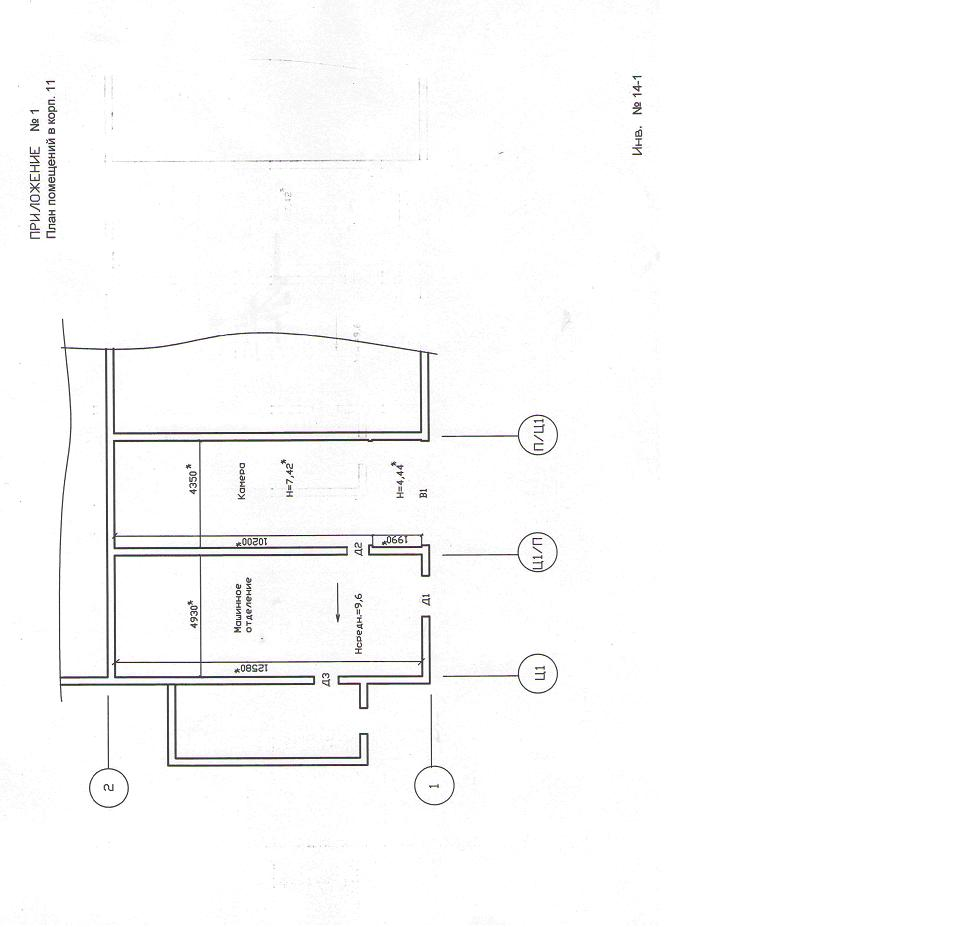 ПРИЛОЖЕНИЕ № 1
План помещений в корп. 11
Инв. № 14-1
2
1
Ц1
Ц1/П
П/Ц1
4930*
4350*
Машинное
отделение
Камера
12580*
10200*
Н=7,42*
Нсредн.=9,6
Д3
Д2
1990*
Н=4,44*
Д1
В1